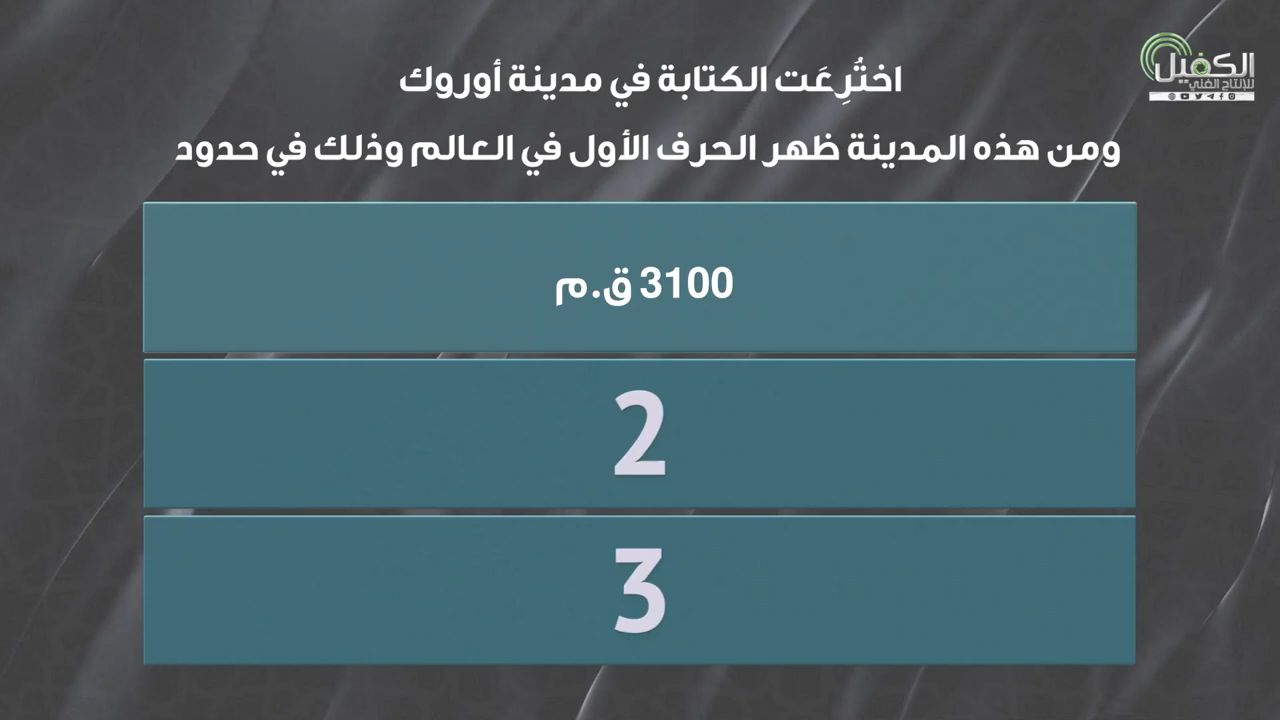 الكفيل
للإنتاج الفني
اختُرِعَت الكتابة في مدينة أوروك
ومن هذه المدينة ظهر الحرف الأول في العالم وذلك في حدود
3100 ق.م
2
3